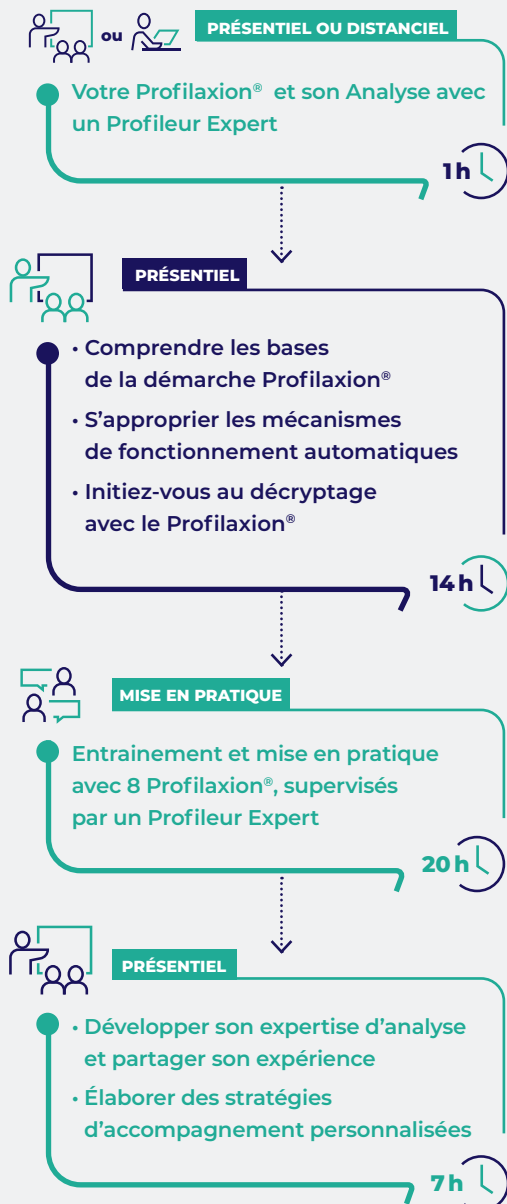 ou
PRÉSENTIEL OU DISTANCIEL
Votre Profilaxion® et son Analyse avec
un Profileur Expert
1h
PRÉSENTIEL
• Comprendre les bases
de la démarche Profilaxion®
• S’approprier les mécanismes
de fonctionnement automatiques
• Initiez-vous au décryptage
avec le Profilaxion®
14h
MISE EN PRATIQUE
Entrainement et mise en pratique
avec 8 Profilaxion®, supervisés
par un Profileur Expert
20h
PRÉSENTIEL
• Développer son expertise d’analyse
et partager son expérience
• Élaborer des stratégies
d’accompagnement personnalisées
7h